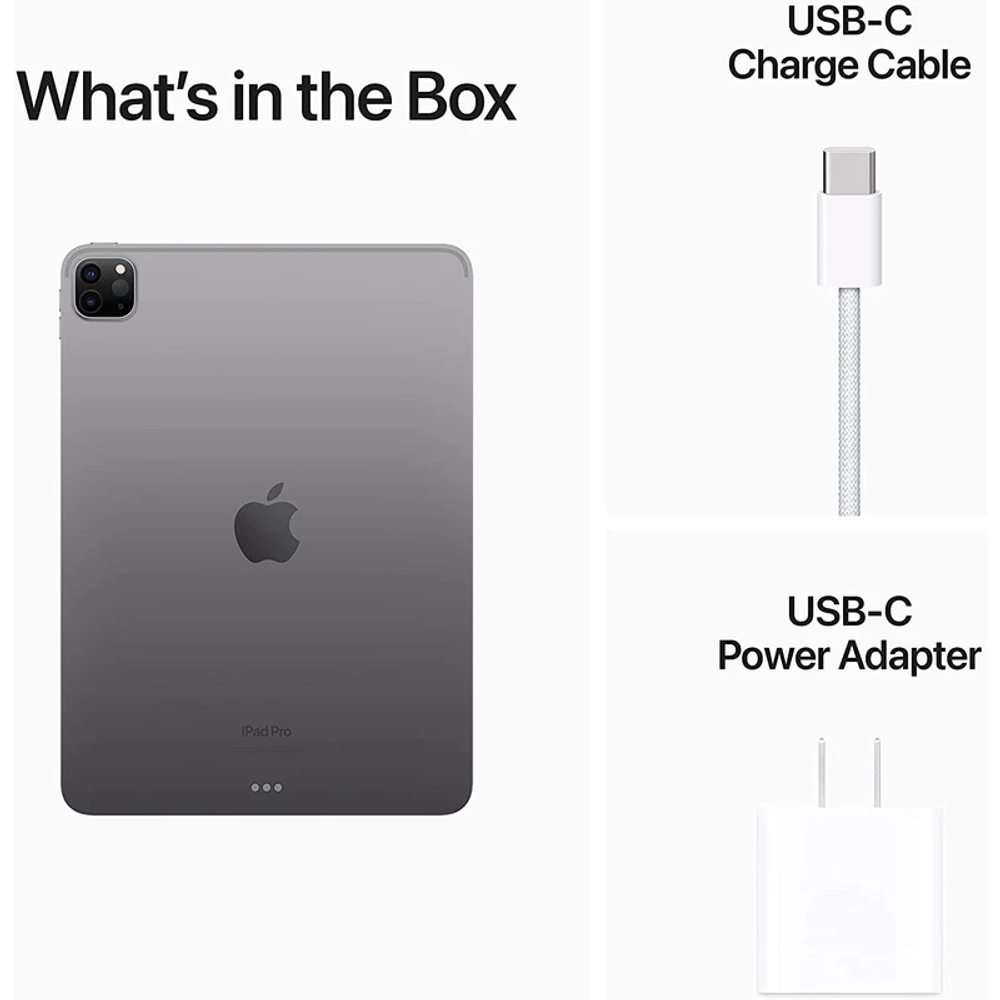 What's in the Box
iPad Pro
USB-C
Charge Cable
USB-C
Power Adapter